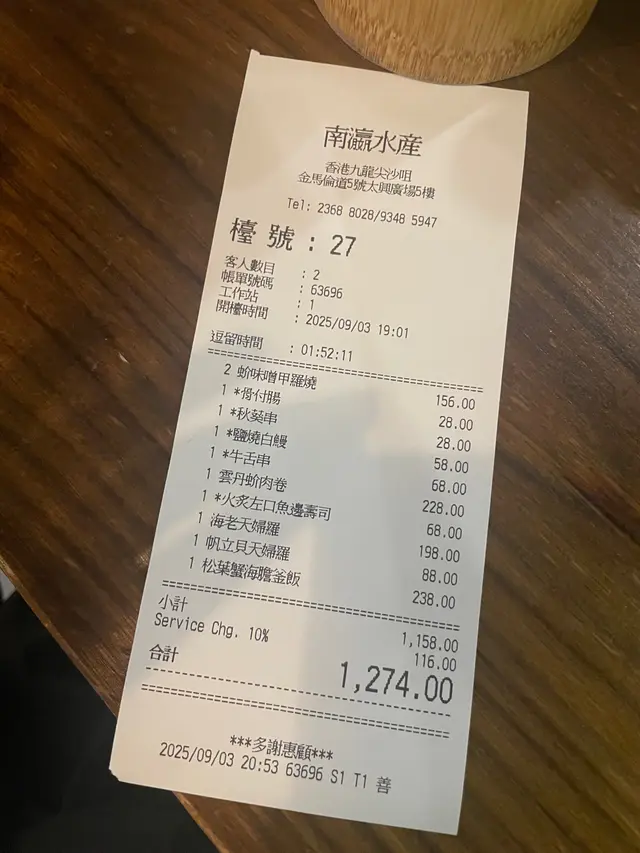 南瀛水産
香港九龍尖沙咀
金馬倫道5號太興廣場5樓
Tel: 2368 8028/9348 5947
檯 號 : 27
客人數目 : 2
帳單號碼 : 63696
工作站 : 1
開檯時間 : 2025/09/03 19:01
逗留時間 : 01:52:11
2 蚧味噌甲羅燒 156.00
1 *骨付腸 28.00
1 *秋葵串 28.00
1 *鹽燒白鰻 58.00
1 *牛舌串 68.00
1 雲丹蚧肉卷 228.00
1 *火炙左口魚邊壽司 68.00
1 海老天婦羅 198.00
1 帆立貝天婦羅 88.00
1 松葉蟹海膽釜飯 238.00
小計 1,158.00
Service Chg. 10% 116.00
合計 1,274.00
***多謝惠顧***
2025/09/03 20:53 63696 S1 T1 善